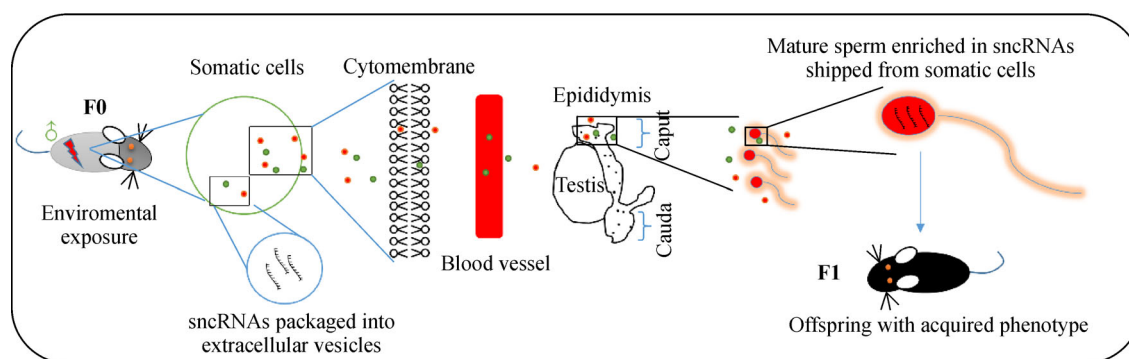 F0
♂
Enviromental
exposure
Somatic cells
sncRNAs packaged into
extracellular vesicles
Cytomembrane
Blood vessel
Epididymis
Caput
Testis
Cauda
Mature sperm enriched in sncRNAs
shipped from somatic cells
F1
Offspring with acquired phenotype